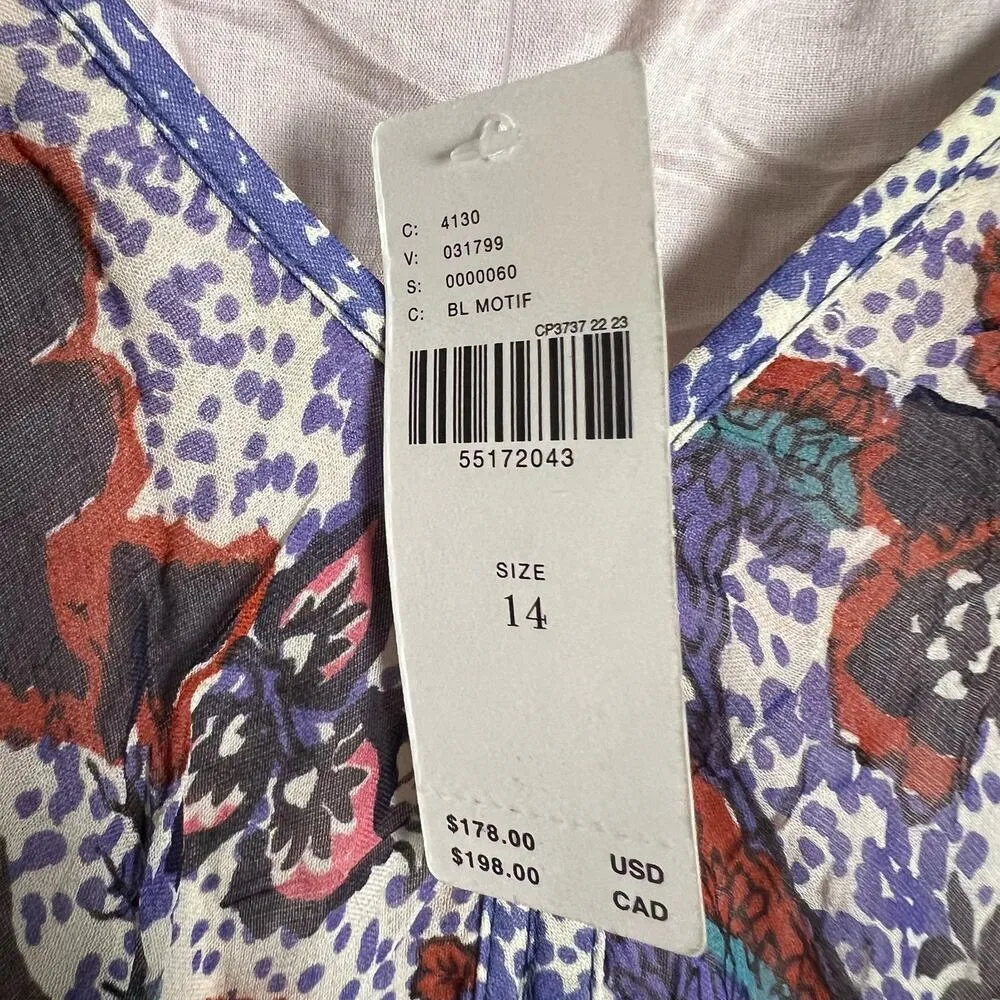 C: 4130
V: 031799
S: 0000060
C: BL MOTIF
CP3737 22 23
55172043
SIZE
14
$178.00 USD
$198.00 CAD